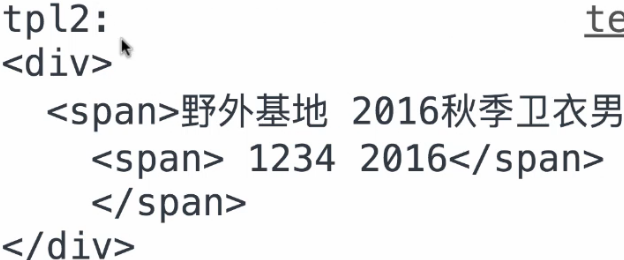 tpl2: te
<div>
<span>野外基地 2016秋季卫衣男
<span> 1234 2016</span>
</span>
</div>